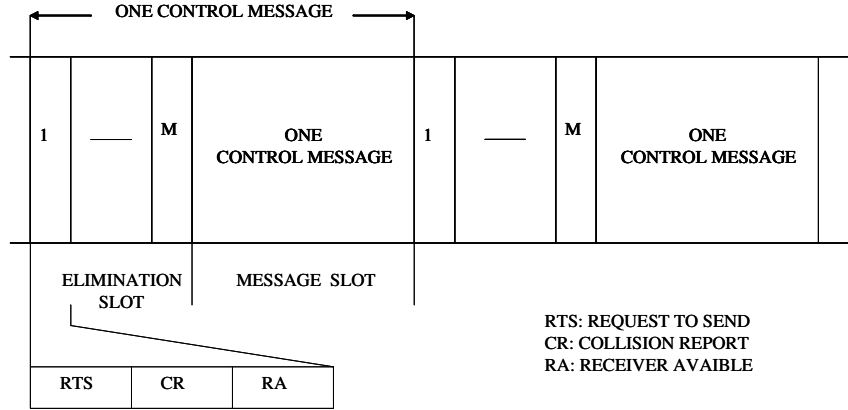 ONE CONTROL MESSAGE
1
M
ONE
CONTROL MESSAGE
1
M
ONE
CONTROL MESSAGE
ELIMINATION
SLOT
MESSAGE SLOT
RTS: REQUEST TO SEND
CR: COLLISION REPORT
RA: RECEIVER AVAIBLE
RTS CR RA